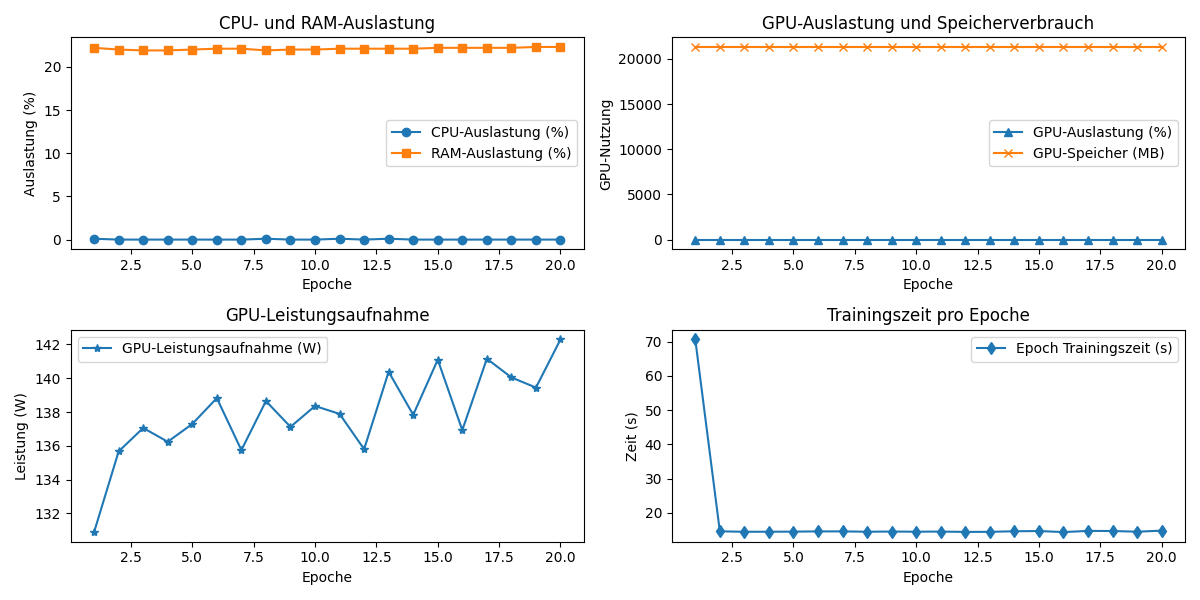 CPU- und RAM-Auslastung
Auslastung (%)
20
15
10
5
0
CPU-Auslastung (%)
RAM-Auslastung (%)
2.5 5.0 7.5 10.0 12.5 15.0 17.5 20.0
Epoche
GPU-Auslastung und Speicherverbrauch
GPU-Nutzung
20000
15000
10000
5000
0
GPU-Auslastung (%)
GPU-Speicher (MB)
2.5 5.0 7.5 10.0 12.5 15.0 17.5 20.0
Epoche
GPU-Leistungsaufnahme
Leistung (W)
142
140
138
136
134
132
GPU-Leistungsaufnahme (W)
2.5 5.0 7.5 10.0 12.5 15.0 17.5 20.0
Epoche
Trainingszeit pro Epoche
Zeit (s)
70
60
50
40
30
20
Epoch Trainingszeit (s)
2.5 5.0 7.5 10.0 12.5 15.0 17.5 20.0
Epoche